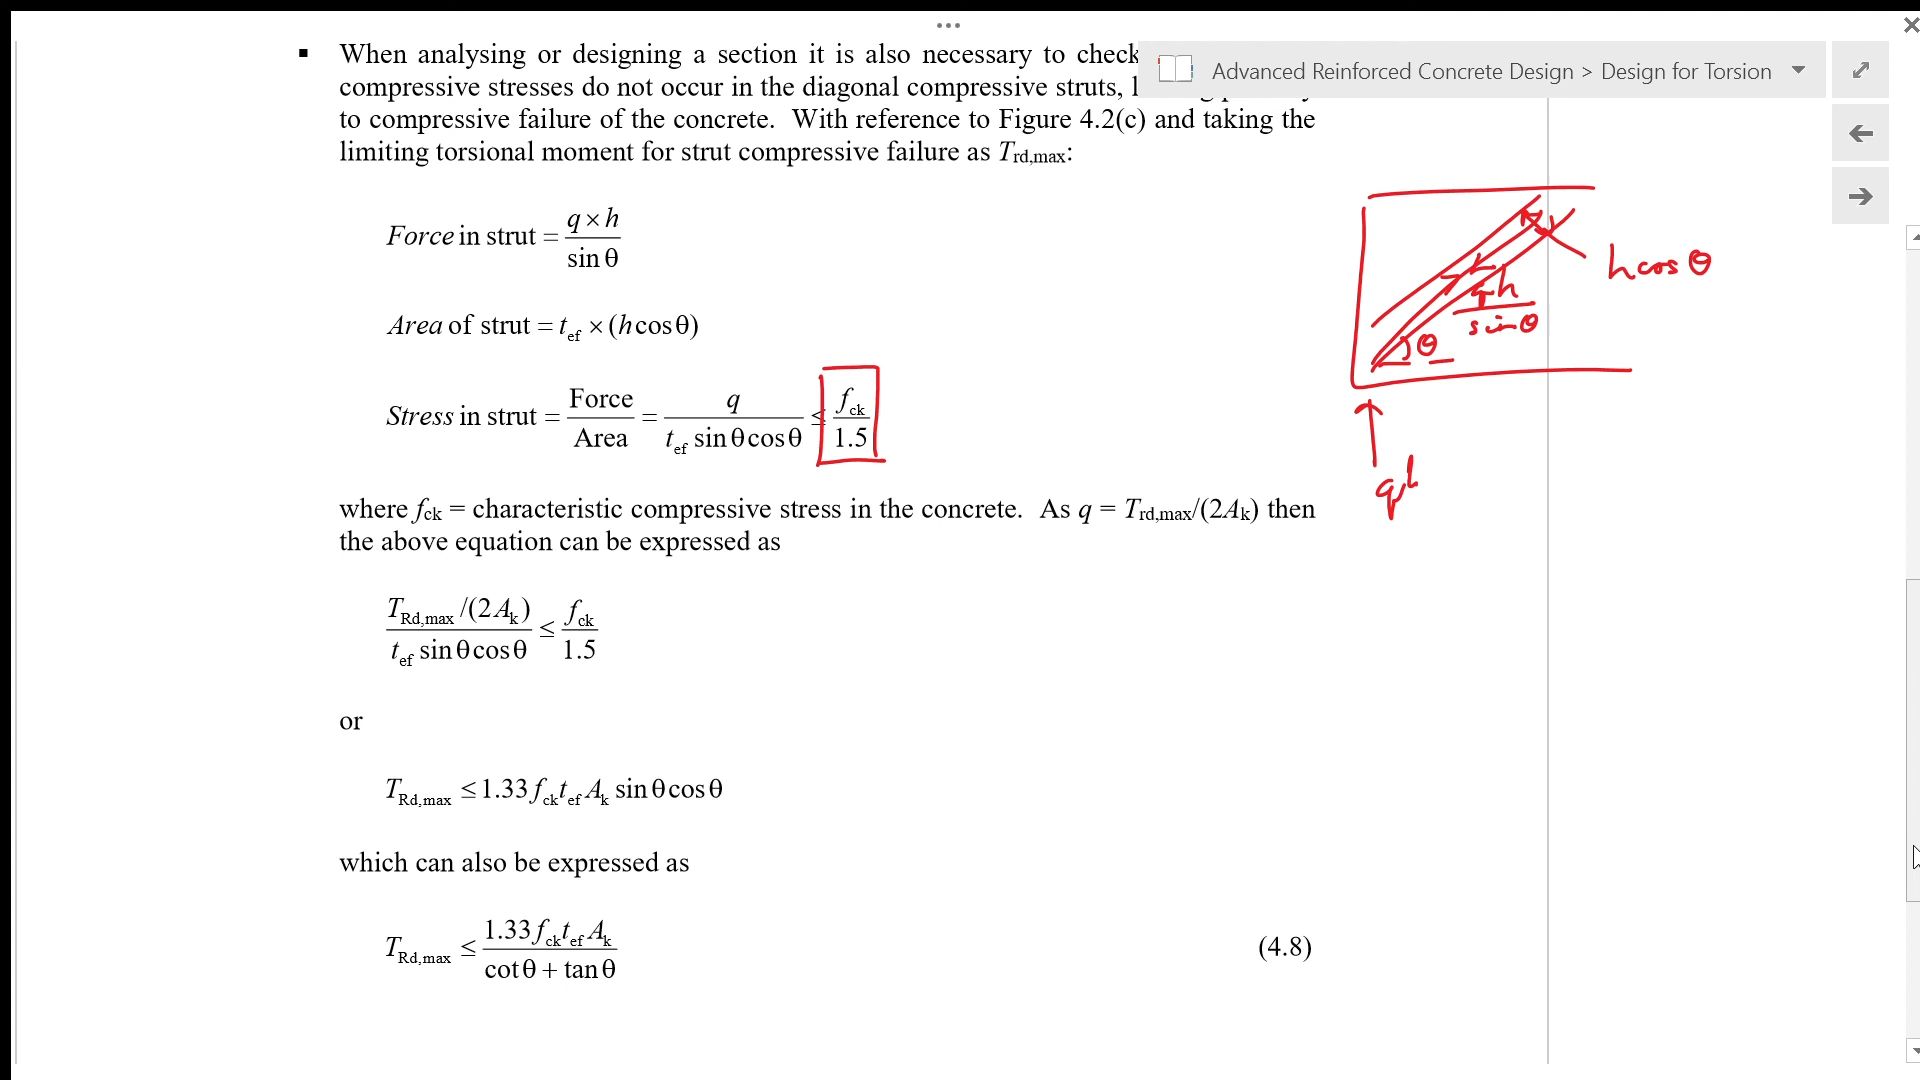 ...
Advanced Reinforced Concrete Design > Design for Torsion
▪ When analysing or designing a section it is also necessary to check
compressive stresses do not occur in the diagonal compressive struts,
to compressive failure of the concrete. With reference to Figure 4.2(c) and taking the
limiting torsional moment for strut compressive failure as Trd,max:
Force in strut = (q × h) / (sin θ)
Area of strut = tef × (h cos θ)
Stress in strut = Force / Area = q / (tef sin θ cos θ) ≤ fck / 1.5
where fck = characteristic compressive stress in the concrete. As q = Trd,max/(2Ak) then
the above equation can be expressed as
(TRd,max /(2Ak)) / (tef sin θ cos θ) ≤ fck / 1.5
or
TRd,max ≤ 1.33 fck tef Ak sin θ cos θ
which can also be expressed as
TRd,max ≤ (1.33 fck tef Ak) / (cot θ + tan θ) (4.8)
h cos θ
qh / sin θ
θ
qh